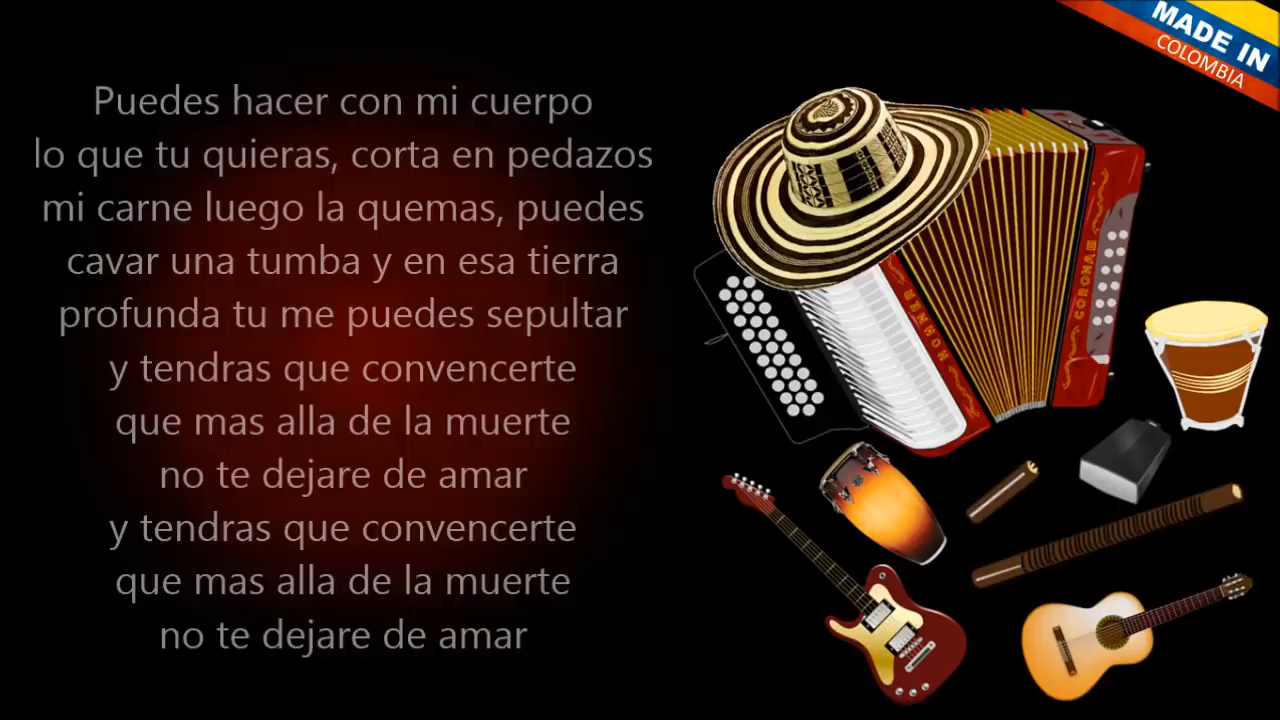 Puedes hacer con mi cuerpo
lo que tu quieras, corta en pedazos
mi carne luego la quemas, puedes
cavar una tumba y en esa tierra
profunda tu me puedes sepultar
y tendras que convencerte
que mas alla de la muerte
no te dejare de amar
y tendras que convencerte
que mas alla de la muerte
no te dejare de amar
MADE IN
COLOMBIA
HOHNER
CORONA III